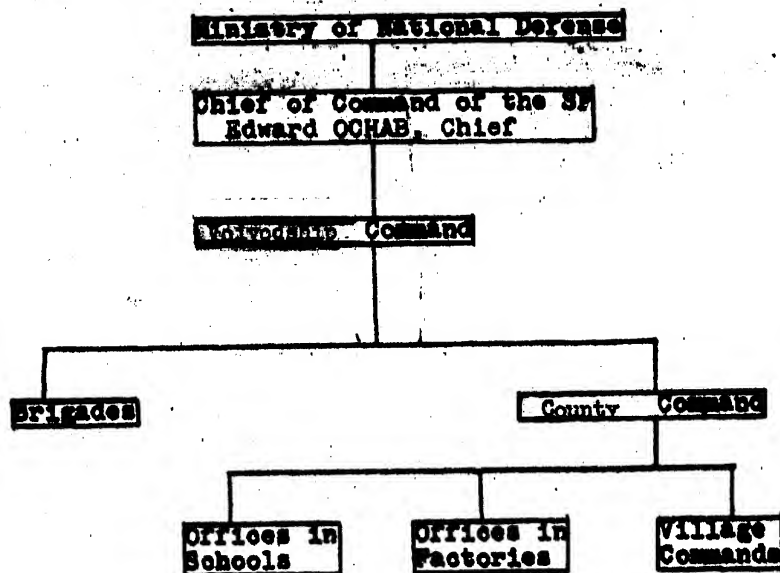 Ministry of National Defense
Chief of Command of the SP
Edward OCHAB, Chief
Woivodship Command
Brigades
County Command
Offices in
Schools
Offices in
Factories
Village
Commands